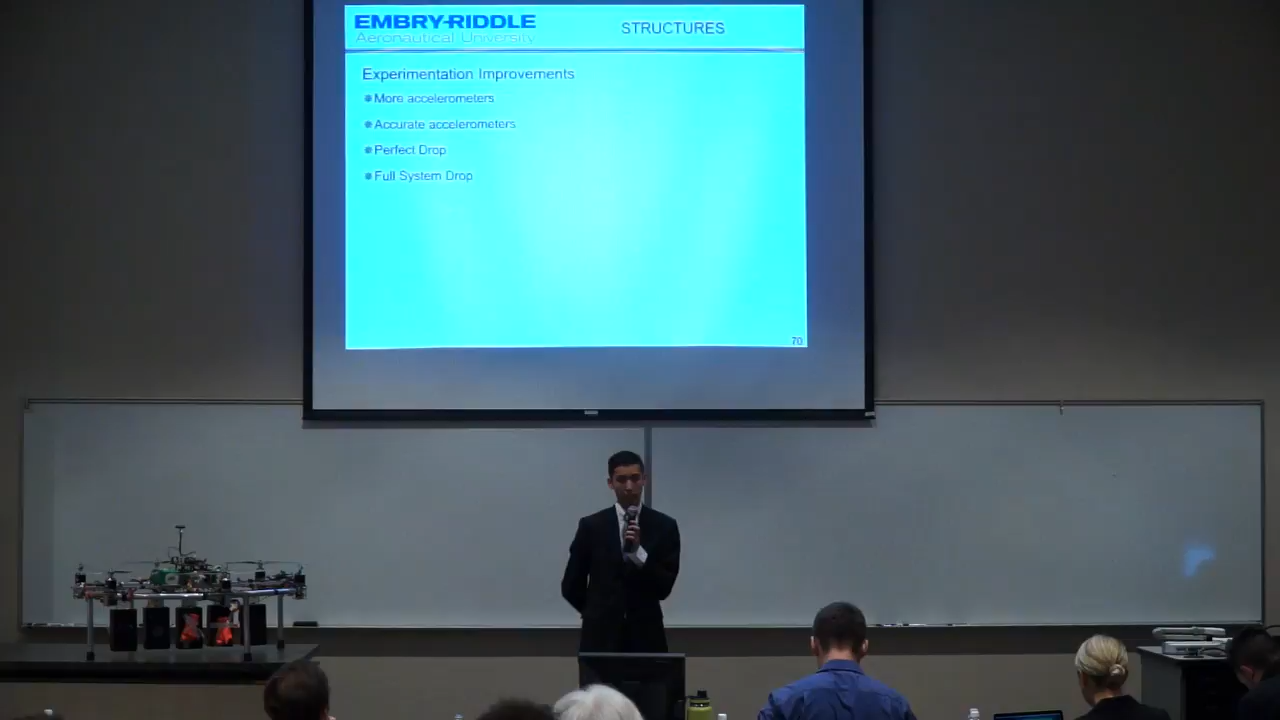 EMBRY-RIDDLE
Aeronautical University
STRUCTURES
Experimentation Improvements
More accelerometers
Accurate accelerometers
Perfect Drop
Full System Drop
70